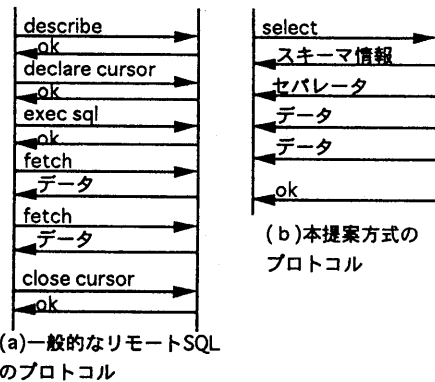 describe
ok
declare cursor
ok
exec sql
ok
fetch
データ
fetch
データ
close cursor
ok
(a)一般的なリモートSQL
のプロトコル
select
スキーマ情報
セパレータ
データ
データ
ok
(b)本提案方式の
プロトコル